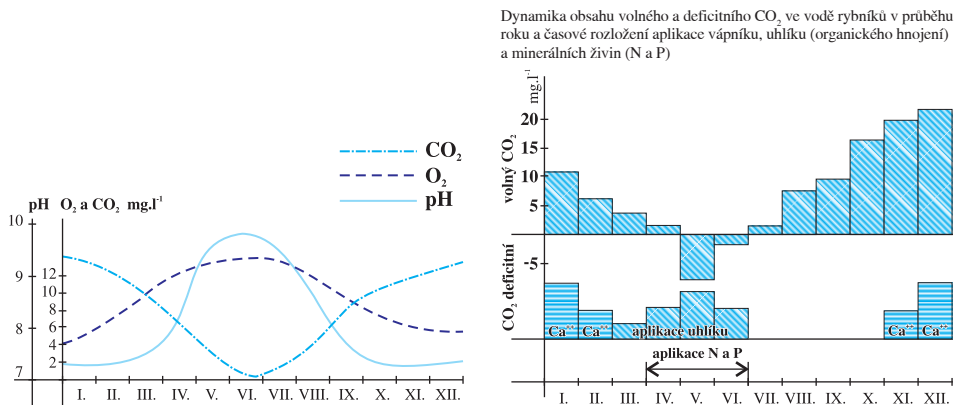 Dynamika obsahu volného a deficitního CO₂ ve vodě rybníků v průběhu
roku a časové rozložení aplikace vápníku, uhlíku (organického hnojení)
a minerálních živin (N a P)
CO₂
O₂
pH
pH O₂ a CO₂ mg.l⁻¹
10
9
8
7
12
10
8
6
4
2
I. II. III. IV. V. VI. VII. VIII. IX. X. XI. XII.
mg.l⁻¹
volný CO₂
20
15
10
5
-5
CO₂ deficitní
Ca⁺⁺ Ca⁺⁺ aplikace uhlíku Ca⁺⁺ Ca⁺⁺
aplikace N a P
I. II. III. IV. V. VI. VII. VIII. IX. X. XI. XII.